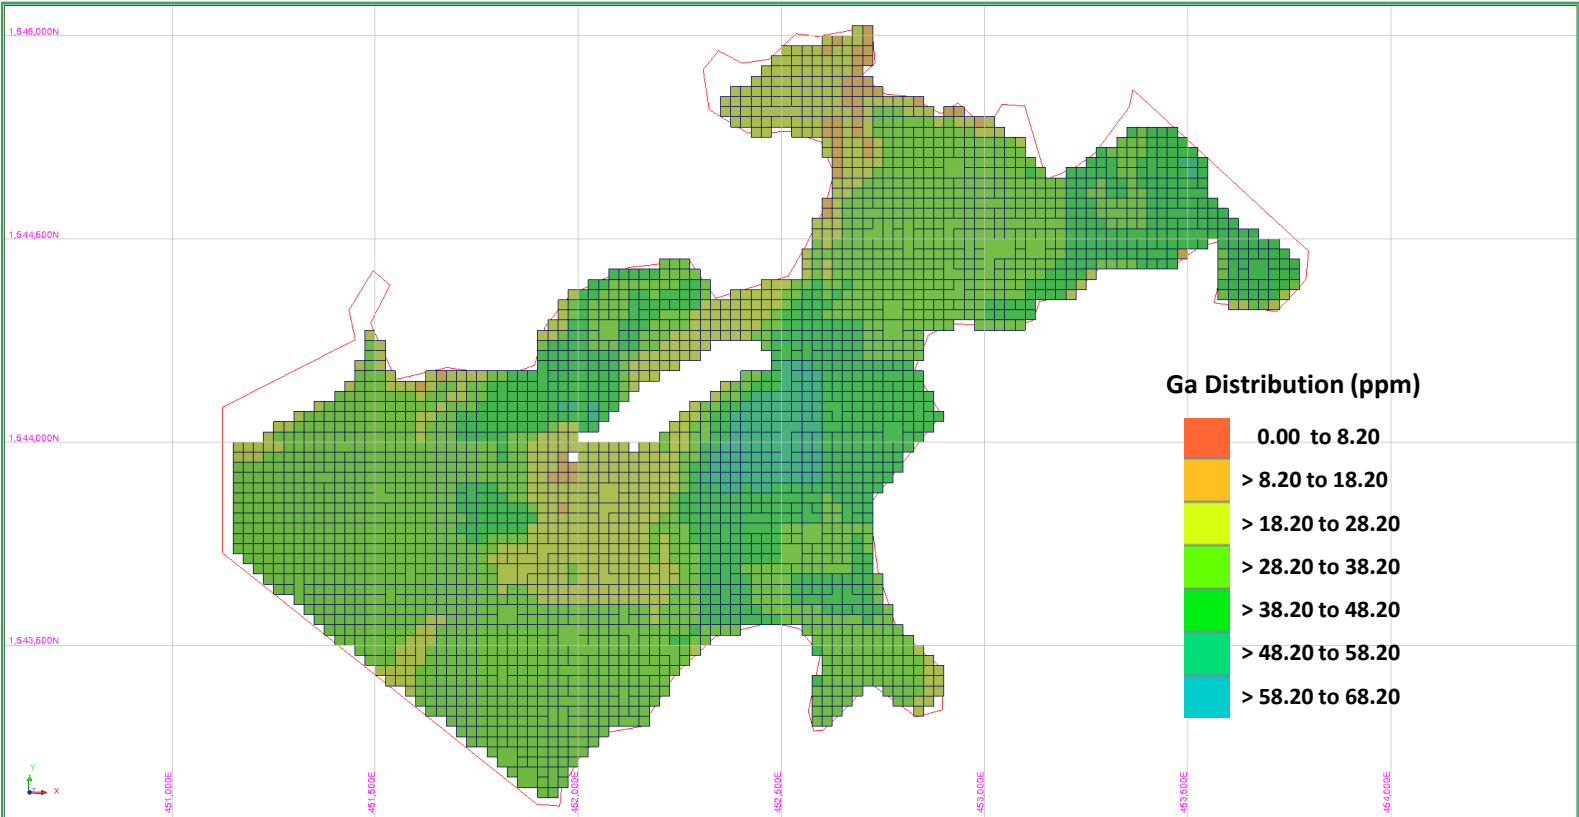 1,545,000N
1,544,500N
1,544,000N
1,543,500N
Ga Distribution (ppm)
0.00 to 8.20
> 8.20 to 18.20
> 18.20 to 28.20
> 28.20 to 38.20
> 38.20 to 48.20
> 48.20 to 58.20
> 58.20 to 68.20
Y
X
Z
451,000E
451,500E
452,000E
452,500E
453,000E
453,500E
454,000E